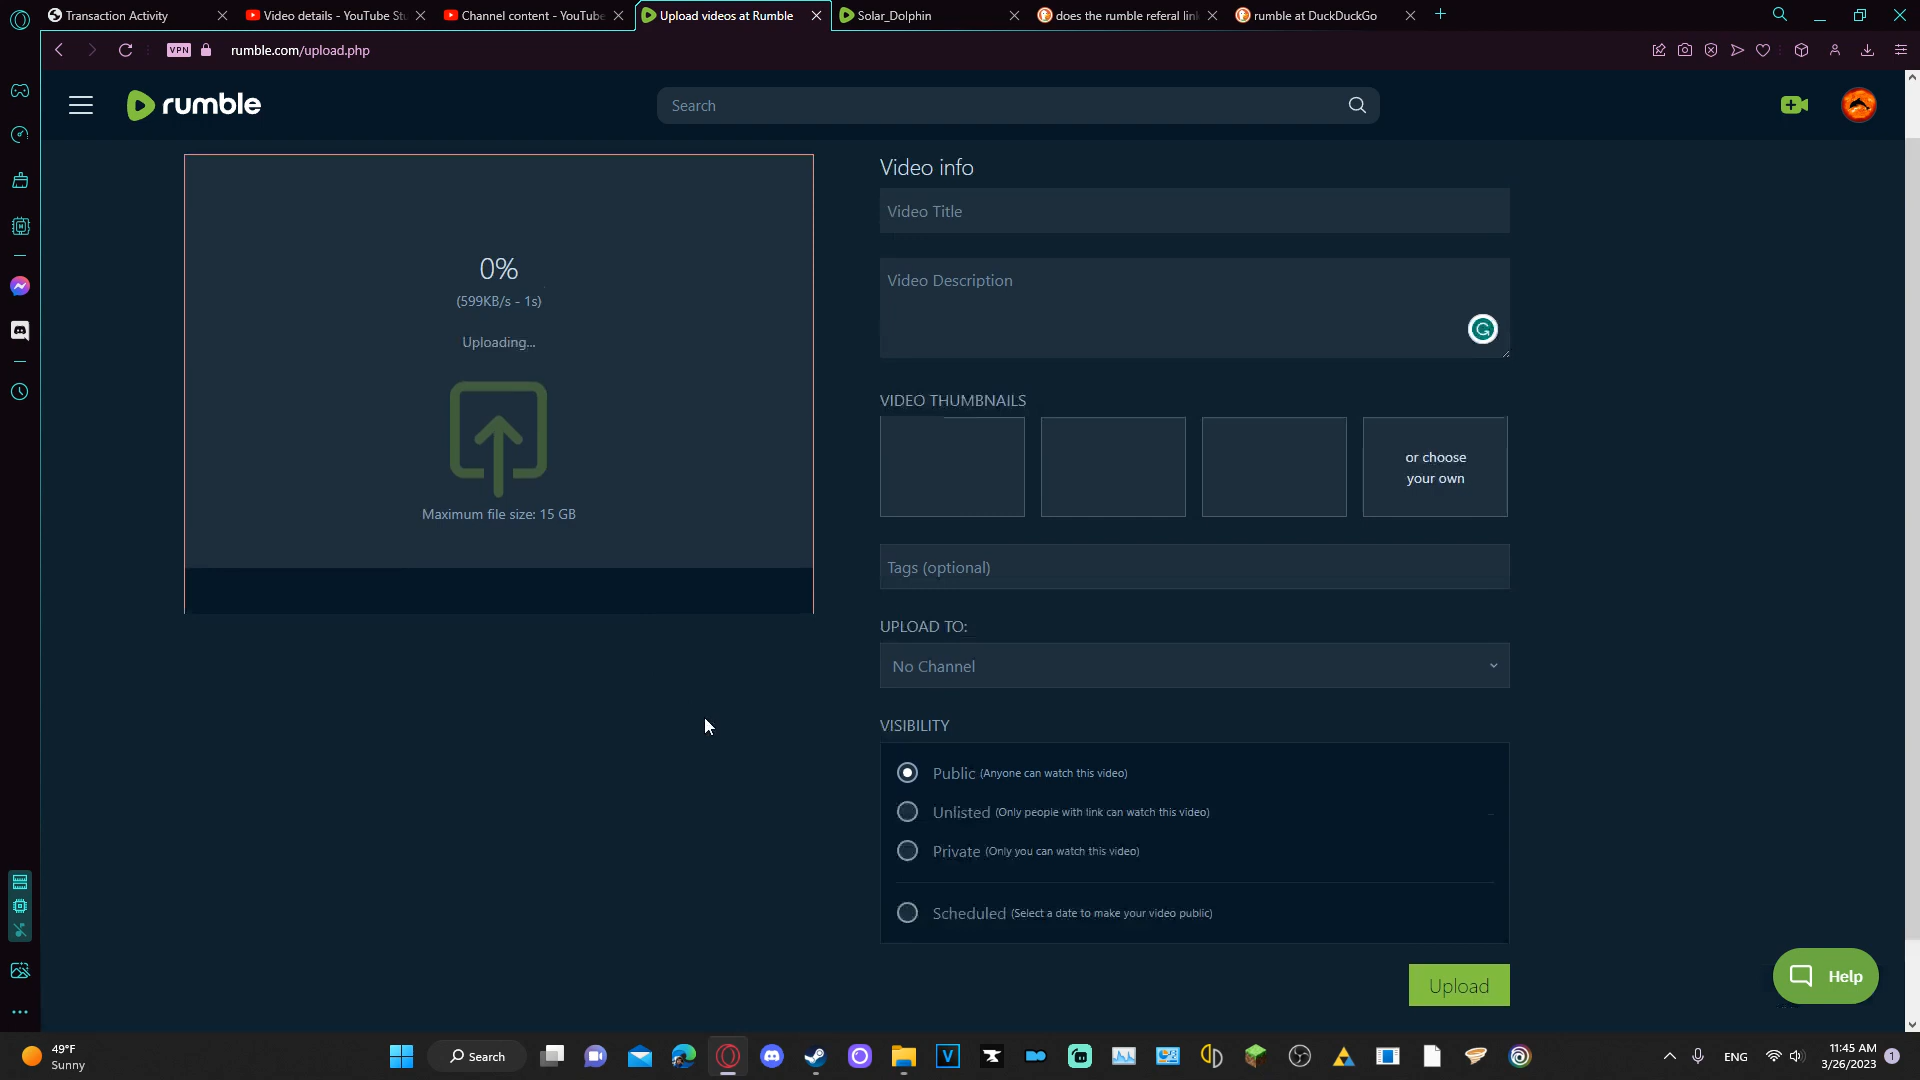 Transaction Activity
Video details - YouTube Stu
Channel content - YouTube
Upload videos at Rumble
Solar_Dolphin
does the rumble referal link
rumble at DuckDuckGo
VPN
rumble.com/upload.php
rumble
Search
Video info
Video Title
0%
(599KB/s - 1s)
Uploading...
Maximum file size: 15 GB
Video Description
VIDEO THUMBNAILS
or choose
your own
Tags (optional)
UPLOAD TO:
No Channel
VISIBILITY
Public (Anyone can watch this video)
Unlisted (Only people with link can watch this video)
Private (Only you can watch this video)
Scheduled (Select a date to make your video public)
Upload
Help
49°F
Sunny
Search
ENG
11:45 AM
3/26/2023
1